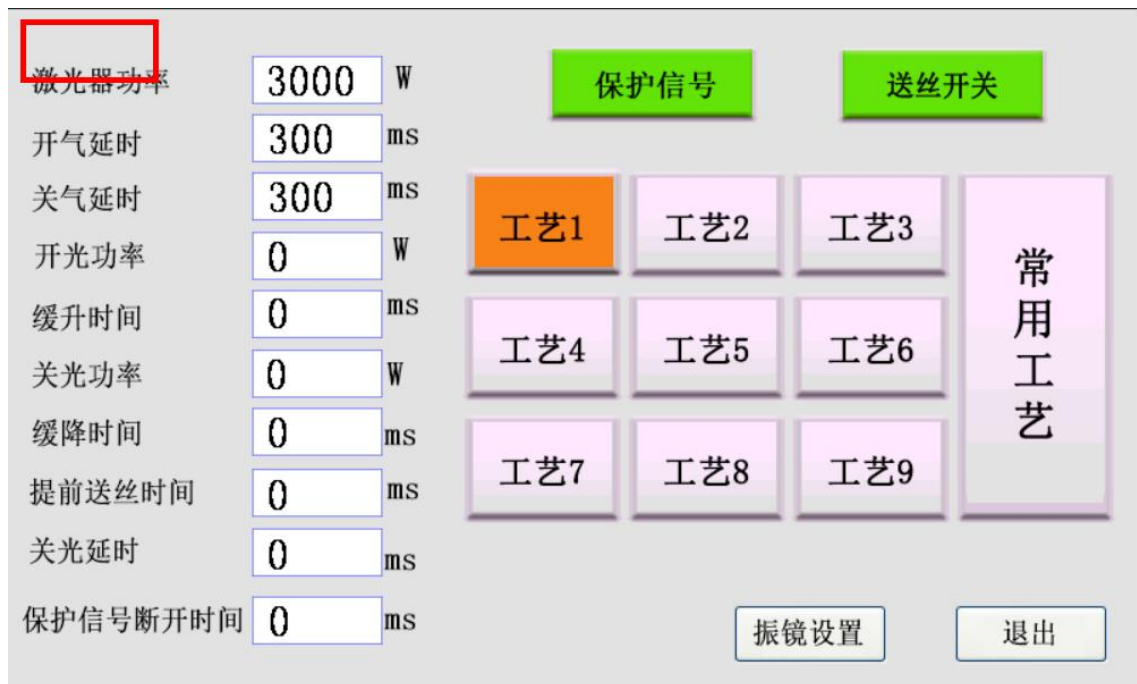 激光器功率 3000 W
开气延时 300 ms
关气延时 300 ms
开光功率 0 W
缓升时间 0 ms
关光功率 0 W
缓降时间 0 ms
提前送丝时间 0 ms
关光延时 0 ms
保护信号断开时间 0 ms
保护信号 送丝开关
工艺1 工艺2 工艺3
工艺4 工艺5 工艺6
工艺7 工艺8 工艺9
常用工艺
振镜设置 退出